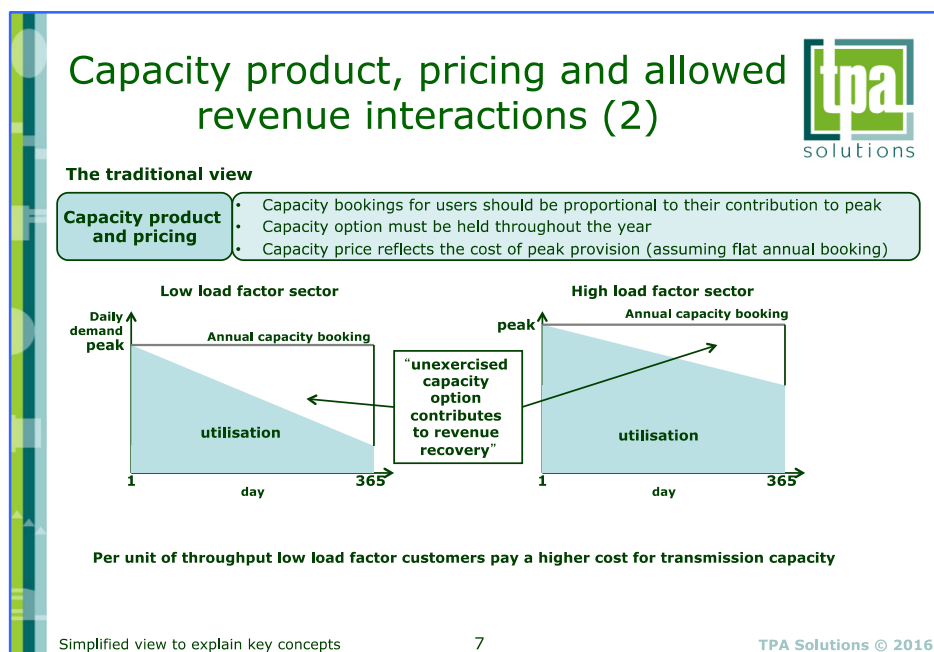 Capacity product, pricing and allowed
revenue interactions (2)
tpa
solutions
The traditional view
Capacity product
and pricing
• Capacity bookings for users should be proportional to their contribution to peak
• Capacity option must be held throughout the year
• Capacity price reflects the cost of peak provision (assuming flat annual booking)
Low load factor sector
Daily
demand
peak
Annual capacity booking
utilisation
1
365
day
“unexercised
capacity
option
contributes
to revenue
recovery”
High load factor sector
peak
Annual capacity booking
utilisation
1
365
day
Per unit of throughput low load factor customers pay a higher cost for transmission capacity
Simplified view to explain key concepts
7
TPA Solutions © 2016